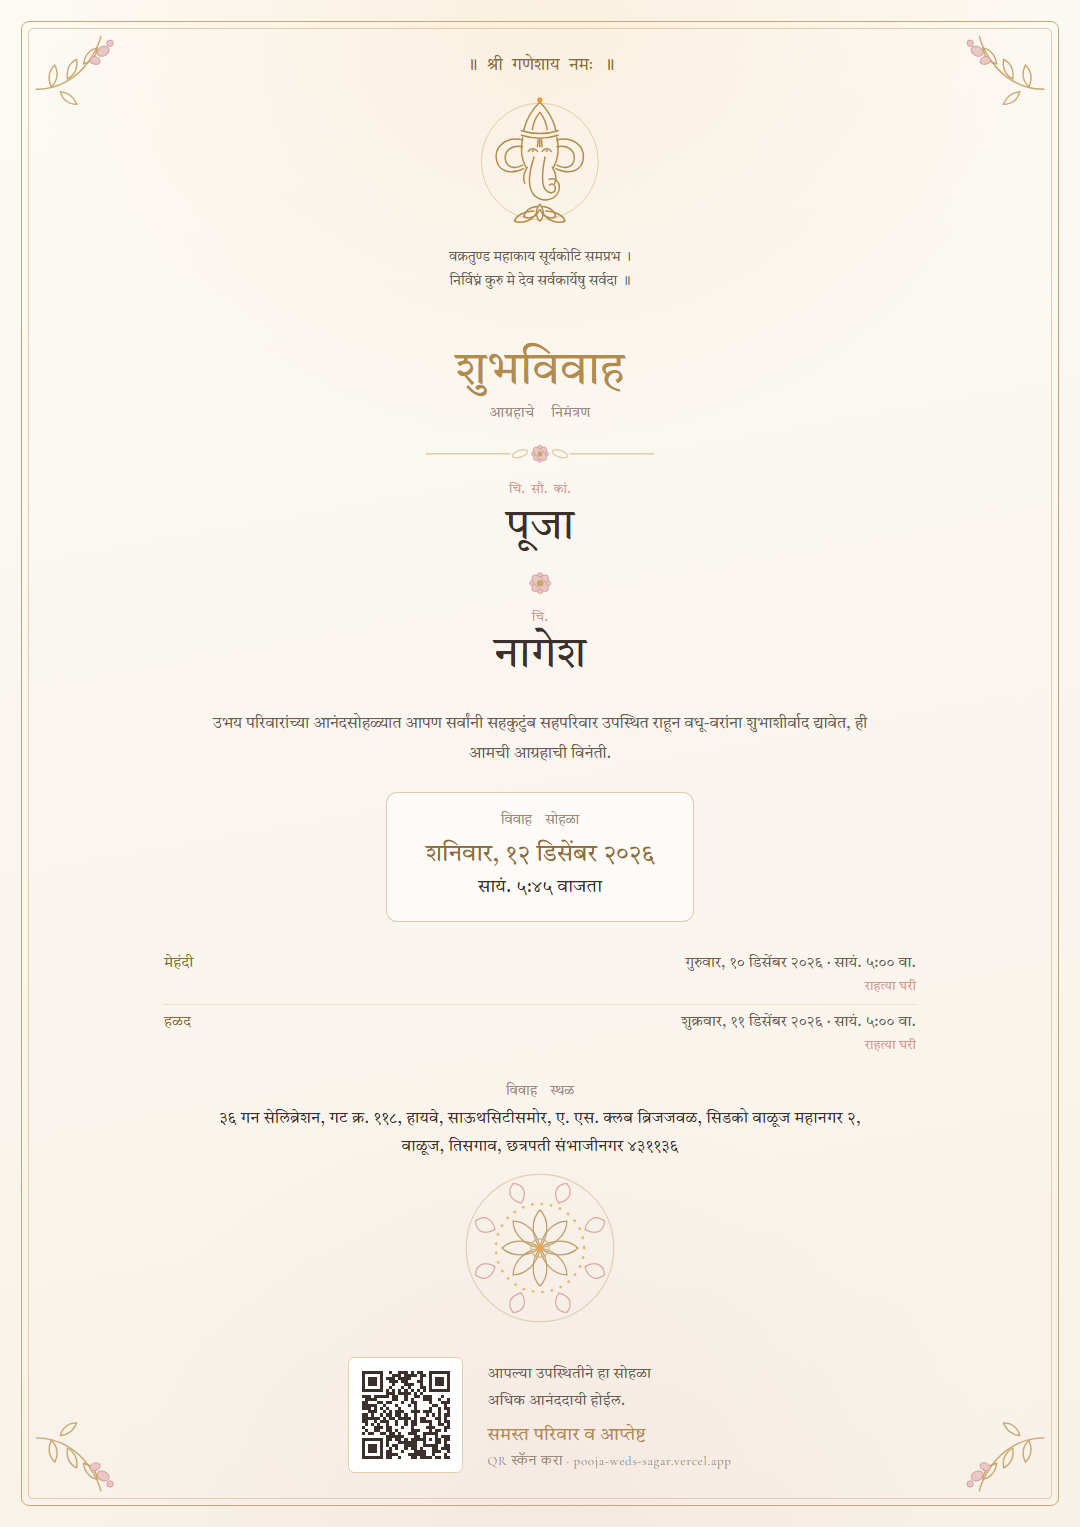 ॥ श्री गणेशाय नमः ॥
वक्रतुण्ड महाकाय सूर्यकोटि समप्रभ ।
निर्विघ्नं कुरु मे देव सर्वकार्येषु सर्वदा ॥
शुभविवाह
आग्रहाचे निमंत्रण
चि. सौ. कां.
पूजा
चि.
नागेश
उभय परिवारांच्या आनंदसोहळ्यात आपण सर्वांनी सहकुटुंब सहपरिवार उपस्थित राहून वधू-वरांना शुभाशीर्वाद द्यावेत, ही
आमची आग्रहाची विनंती.
विवाह सोहळा
शनिवार, १२ डिसेंबर २०२६
सायं. ५:४५ वाजता
मेहंदी
गुरुवार, १० डिसेंबर २०२६ · सायं. ५:०० वा.
राहत्या घरी
हळद
शुक्रवार, ११ डिसेंबर २०२६ · सायं. ५:०० वा.
राहत्या घरी
विवाह स्थळ
३६ गन सेलिब्रेशन, गट क्र. ११८, हायवे, साऊथसिटीसमोर, ए. एस. क्लब ब्रिजजवळ, सिडको वाळूज महानगर २,
वाळूज, तिसगाव, छत्रपती संभाजीनगर ४३११३६
आपल्या उपस्थितीने हा सोहळा
अधिक आनंददायी होईल.
समस्त परिवार व आप्तेष्ट
QR स्कॅन करा · pooja-weds-sagar.vercel.app